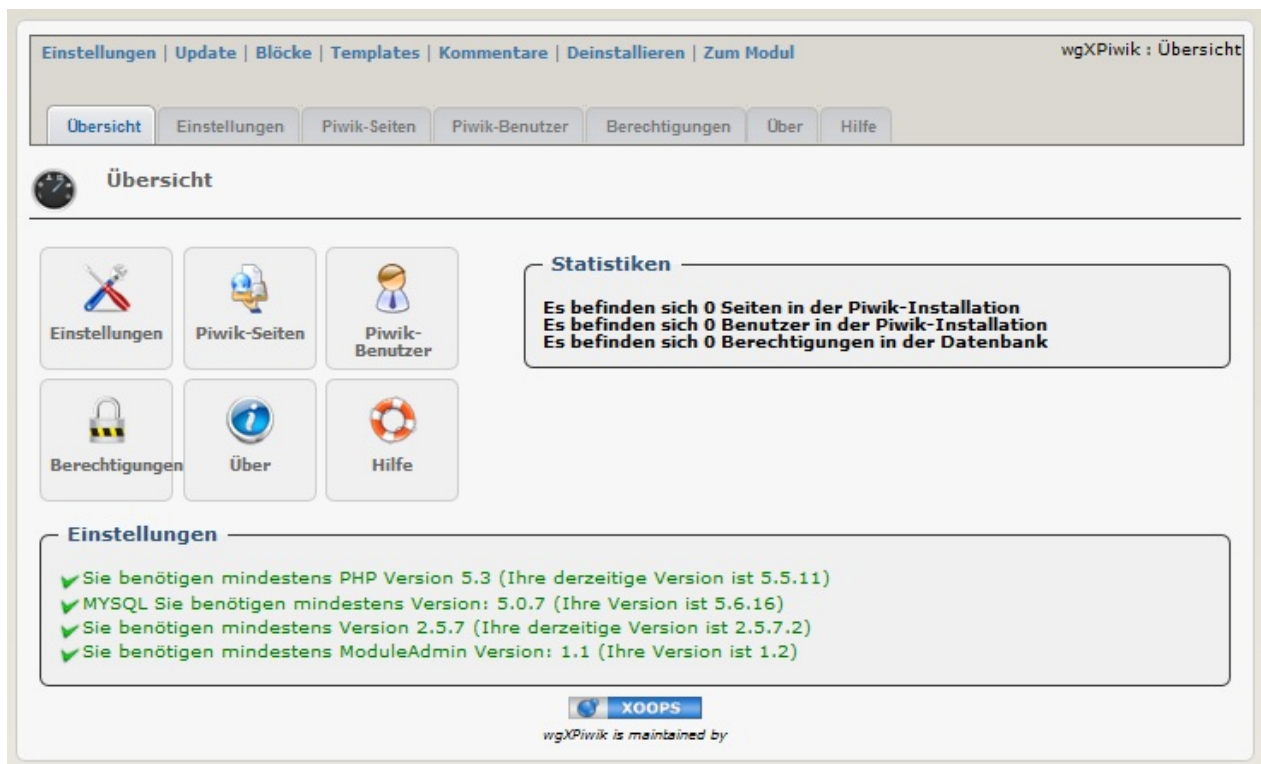 Einstellungen | Update | Blöcke | Templates | Kommentare | Deinstallieren | Zum Modul
wgXPiwik : Übersicht
Übersicht
Einstellungen
Piwik-Seiten
Piwik-Benutzer
Berechtigungen
Über
Hilfe
Übersicht
Einstellungen
Piwik-Seiten
Piwik-
Benutzer
Berechtigungen
Über
Hilfe
Statistiken
Es befinden sich 0 Seiten in der Piwik-Installation
Es befinden sich 0 Benutzer in der Piwik-Installation
Es befinden sich 0 Berechtigungen in der Datenbank
Einstellungen
Sie benötigen mindestens PHP Version 5.3 (Ihre derzeitige Version ist 5.5.11)
MYSQL Sie benötigen mindestens Version: 5.0.7 (Ihre Version ist 5.6.16)
Sie benötigen mindestens Version 2.5.7 (Ihre derzeitige Version ist 2.5.7.2)
Sie benötigen mindestens ModuleAdmin Version: 1.1 (Ihre Version ist 1.2)
XOOPS
wgXPiwik is maintained by